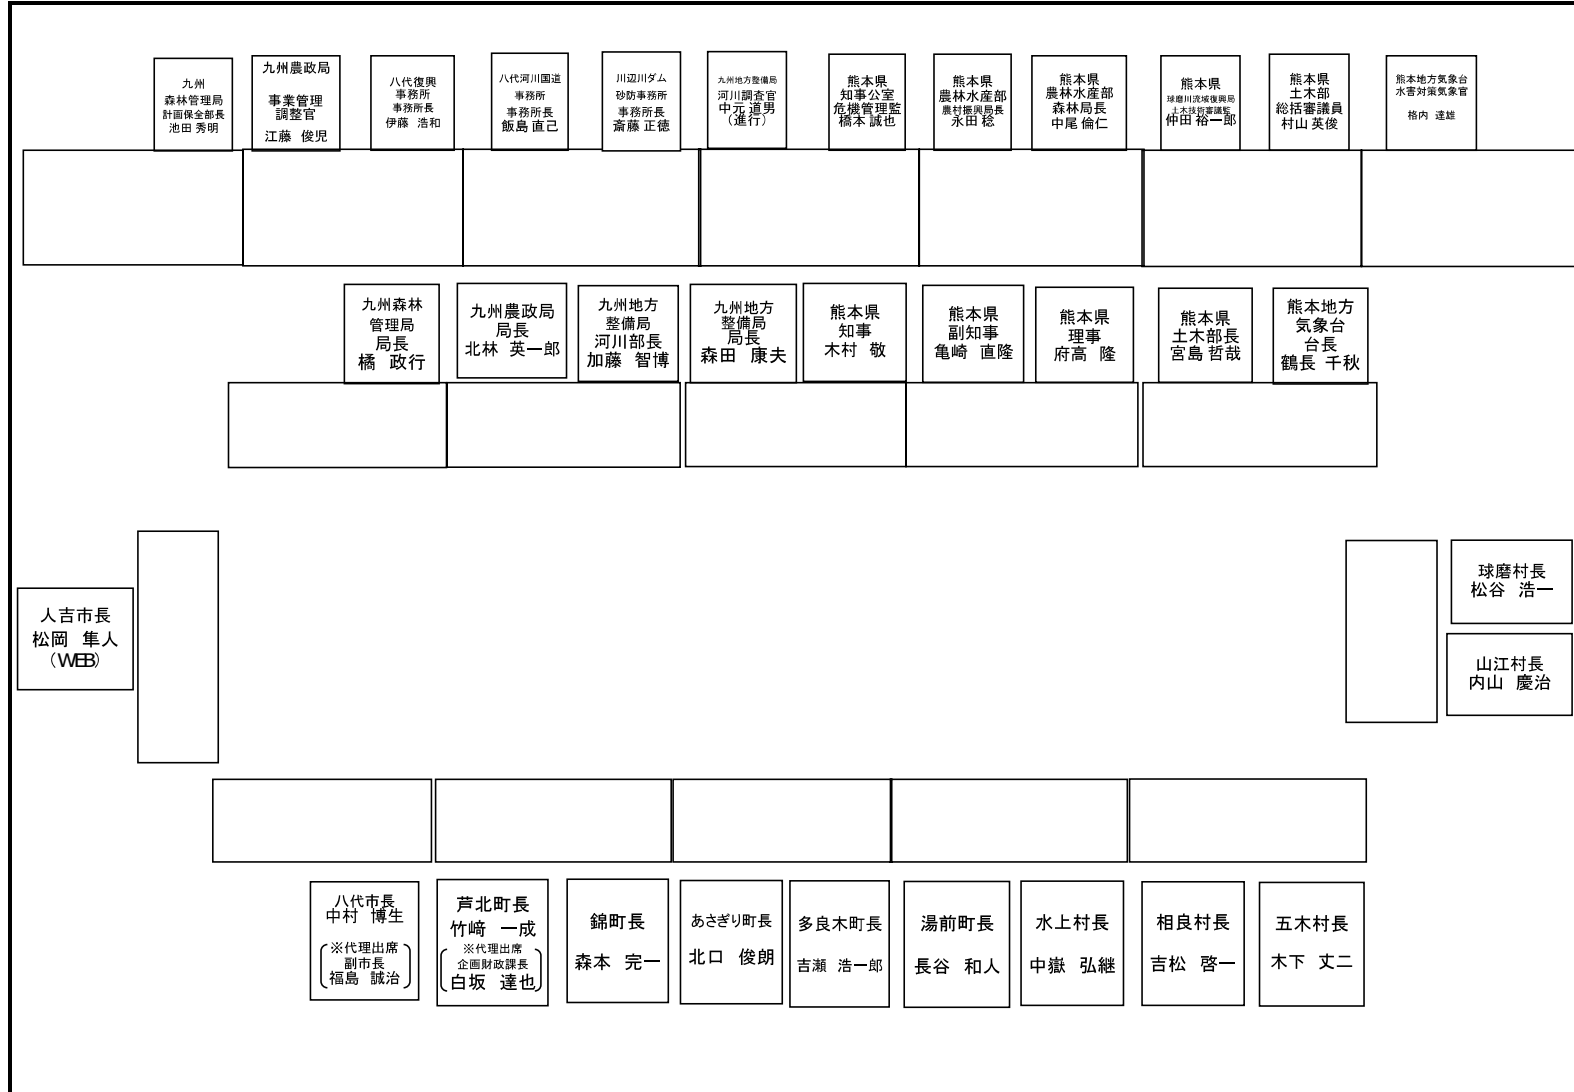 九州
森林管理局
計画保全部長
池田 秀明
九州農政局
事業管理
調整官
江藤 俊児
八代復興
事務所
事務所長
伊藤 浩和
八代河川国道
事務所
事務所長
飯島 直己
川辺川ダム
砂防事務所
事務所長
斎藤 正徳
九州地方整備局
河川調査官
中元 道男
(進行)
熊本県
知事公室
危機管理監
橋本 誠也
熊本県
農林水産部
農村振興局長
永田 稔
熊本県
農林水産部
森林局長
中尾 倫仁
熊本県
球磨川流域復興局
土木技術審議監
仲田 裕一郎
熊本県
土木部
総括審議員
村山 英俊
熊本地方気象台
水害対策気象官
格内 達雄
九州森林
管理局
局長
橘 政行
九州農政局
局長
北林 英一郎
九州地方
整備局
河川部長
加藤 智博
九州地方
整備局
局長
森田 康夫
熊本県
知事
木村 敬
熊本県
副知事
亀崎 直隆
熊本県
理事
府高 隆
熊本県
土木部長
宮島 哲哉
熊本地方
気象台
台長
鶴長 千秋
人吉市長
松岡 隼人
(WEB)
球磨村長
松谷 浩一
山江村長
内山 慶治
八代市長
中村 博生
※代理出席
副市長
福島 誠治
芦北町長
竹﨑 一成
※代理出席
企画財政課長
白坂 達也
錦町長
森本 完一
あさぎり町長
北口 俊朗
多良木町長
吉瀬 浩一郎
湯前町長
長谷 和人
水上村長
中嶽 弘継
相良村長
吉松 啓一
五木村長
木下 丈二